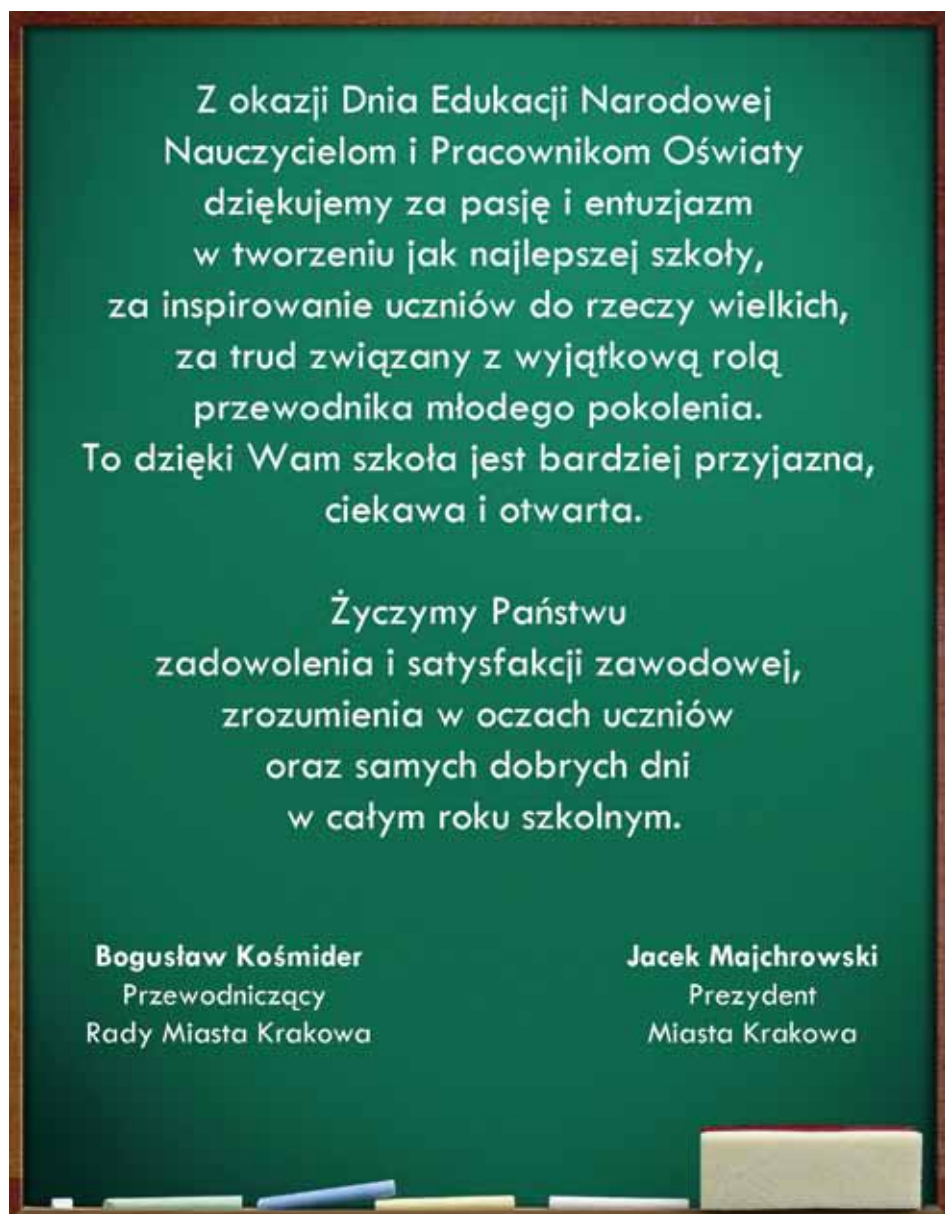 Z okazji Dnia Edukacji Narodowej
Nauczycielom i Pracownikom Oświaty
dziękujemy za pasję i entuzjazm
w tworzeniu jak najlepszej szkoły,
za inspirowanie uczniów do rzeczy wielkich,
za trud związany z wyjątkową rolą
przewodnika młodego pokolenia.
To dzięki Wam szkoła jest bardziej przyjazna,
ciekawa i otwarta.
Życzymy Państwu
zadowolenia i satysfakcji zawodowej,
zrozumienia w oczach uczniów
oraz samych dobrych dni
w całym roku szkolnym.
Bogusław Kośmider
Przewodniczący
Rady Miasta Krakowa
Jacek Majchrowski
Prezydent
Miasta Krakowa